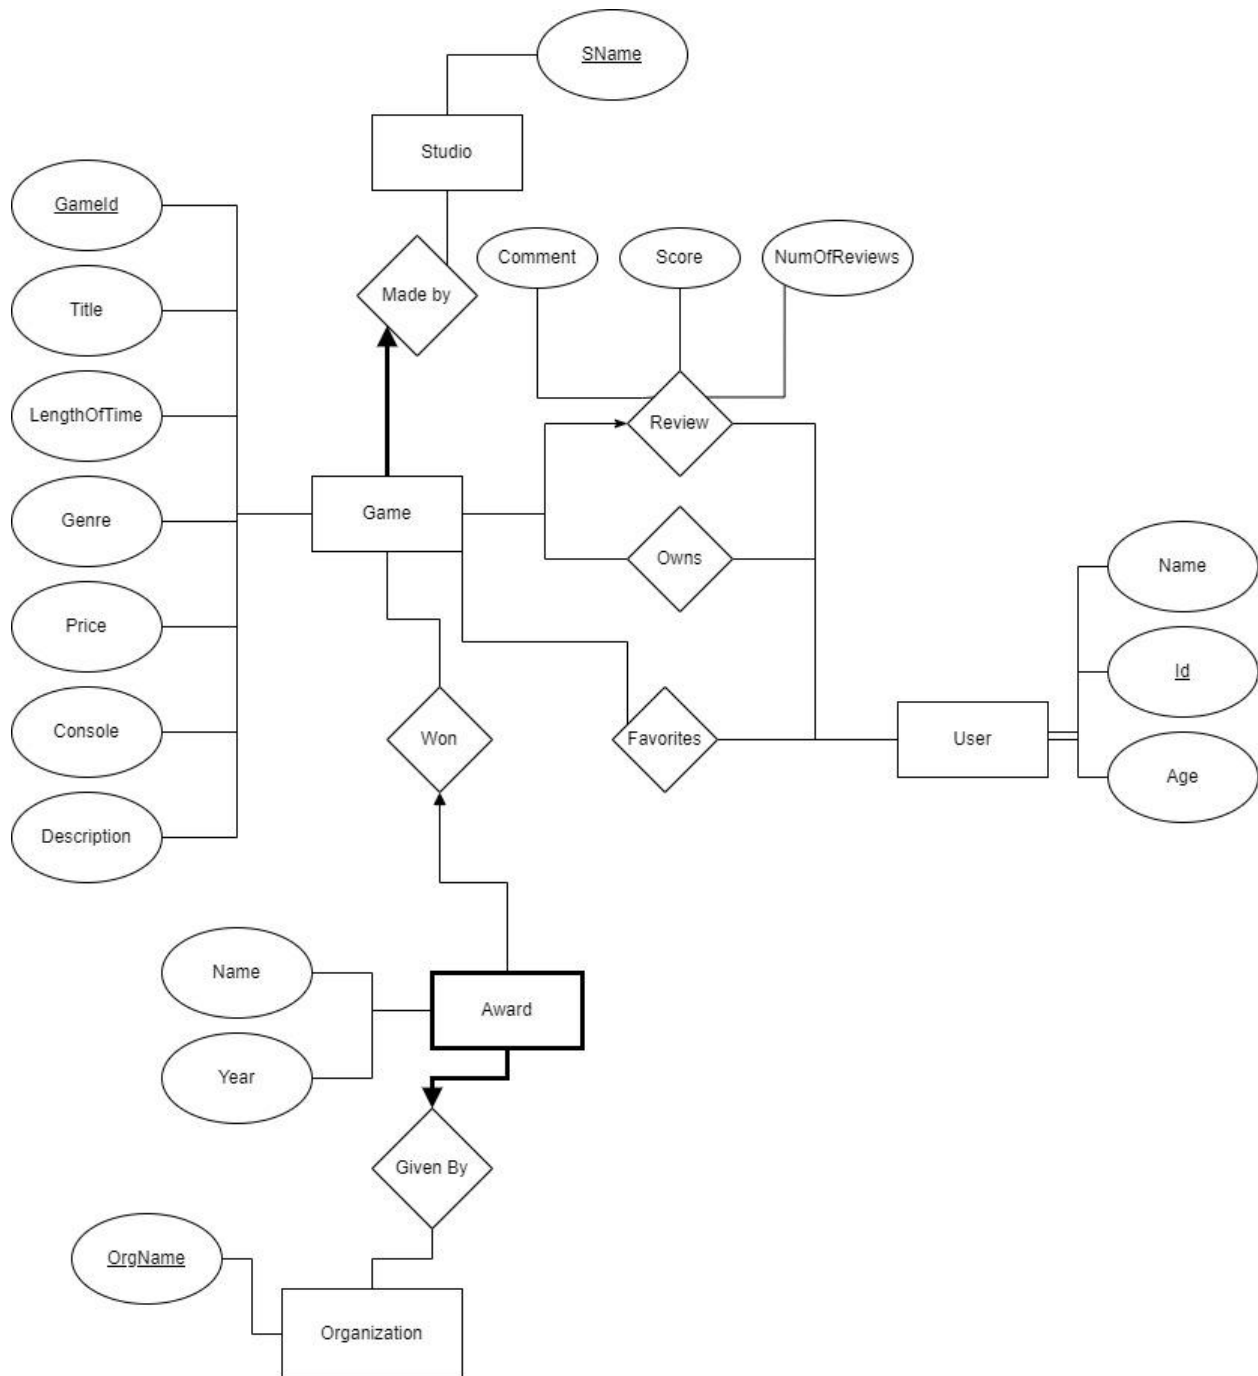 SName
Studio
GameId
Comment
Score
NumOfReviews
Made by
Title
LengthOfTime
Review
Game
Genre
Owns
Name
Price
Id
Console
Won
Favorites
User
Age
Description
Name
Award
Year
Given By
OrgName
Organization